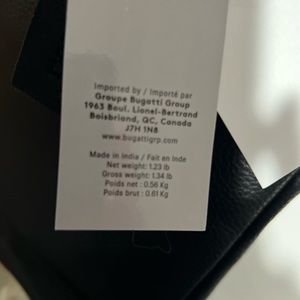 Imported by / Importé par
Groupe Bugatti Group
1963 Boul. Lionel-Bertrand
Boisbriand, QC, Canada
J7H 1N8
www.bugattigrp.com
Made in India / Fait en Inde
Net weight: 1.23 lb
Gross weight: 1.34 lb
Poids net : 0.56 Kg
Poids brut : 0.61 Kg